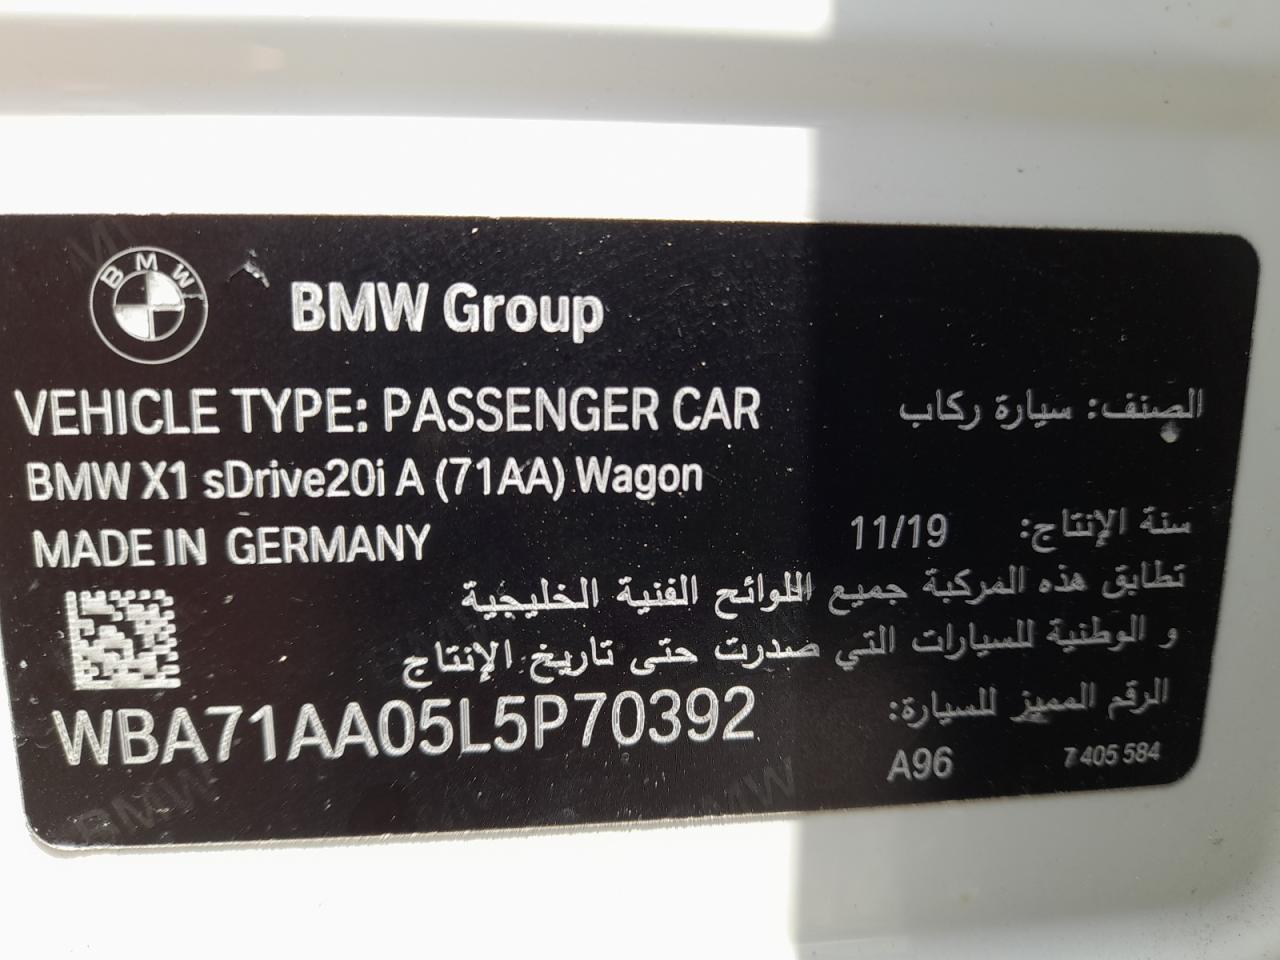 BMW
BMW Group
VEHICLE TYPE: PASSENGER CAR
الصنف: سيارة ركاب
BMW X1 sDrive20i A (71AA) Wagon
MADE IN GERMANY
سنة الإنتاج: 11/19
تطابق هذه المركبة جميع اللوائح الفنية الخليجية
و الوطنية للسيارات التي صدرت حتى تاريخ الإنتاج
الرقم المميز للسيارة:
WBA71AA05L5P70392
A96
7 405 584